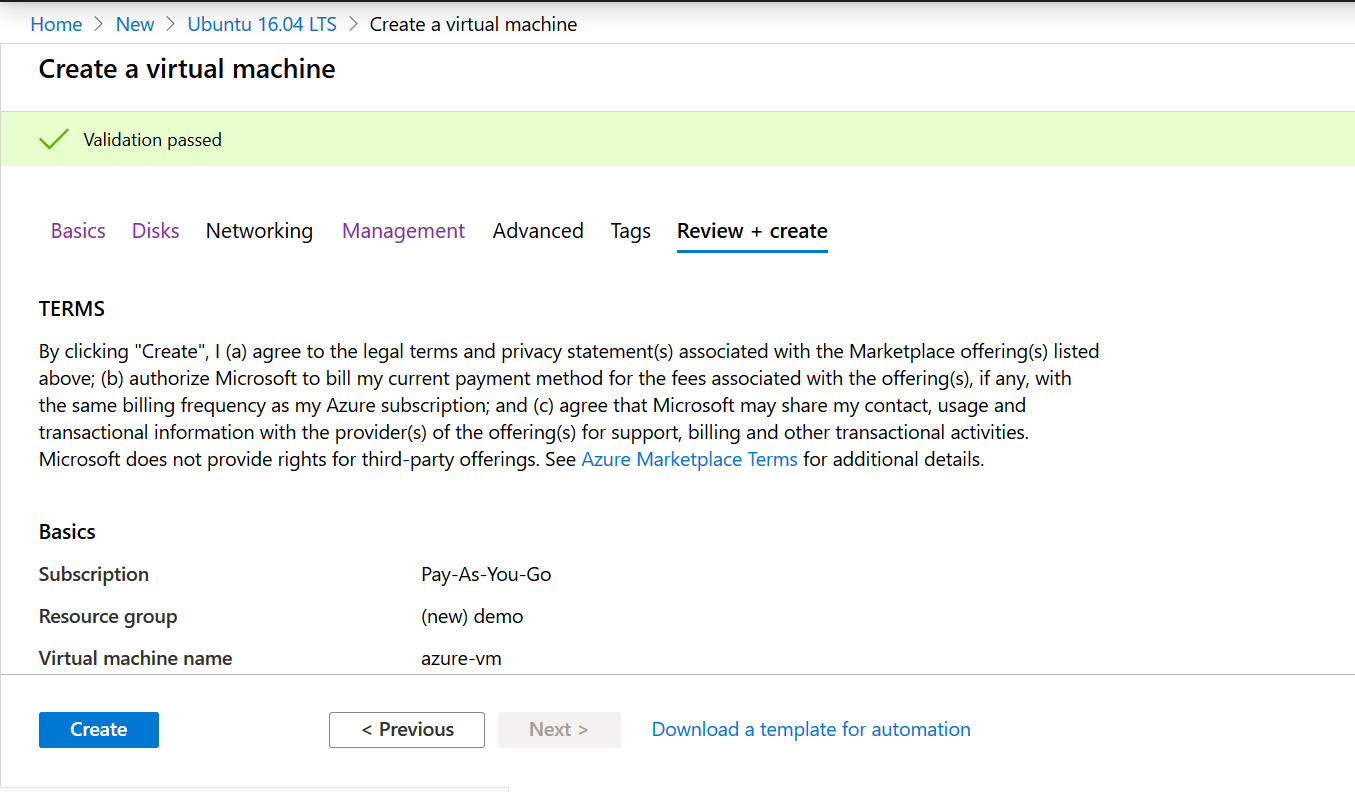 Home > New > Ubuntu 16.04 LTS > Create a virtual machine
Create a virtual machine
Validation passed
Basics Disks Networking Management Advanced Tags Review + create
TERMS
By clicking "Create", I (a) agree to the legal terms and privacy statement(s) associated with the Marketplace offering(s) listed
above; (b) authorize Microsoft to bill my current payment method for the fees associated with the offering(s), if any, with
the same billing frequency as my Azure subscription; and (c) agree that Microsoft may share my contact, usage and
transactional information with the provider(s) of the offering(s) for support, billing and other transactional activities.
Microsoft does not provide rights for third-party offerings. See Azure Marketplace Terms for additional details.
Basics
Subscription Pay-As-You-Go
Resource group (new) demo
Virtual machine name azure-vm
Create < Previous Next > Download a template for automation